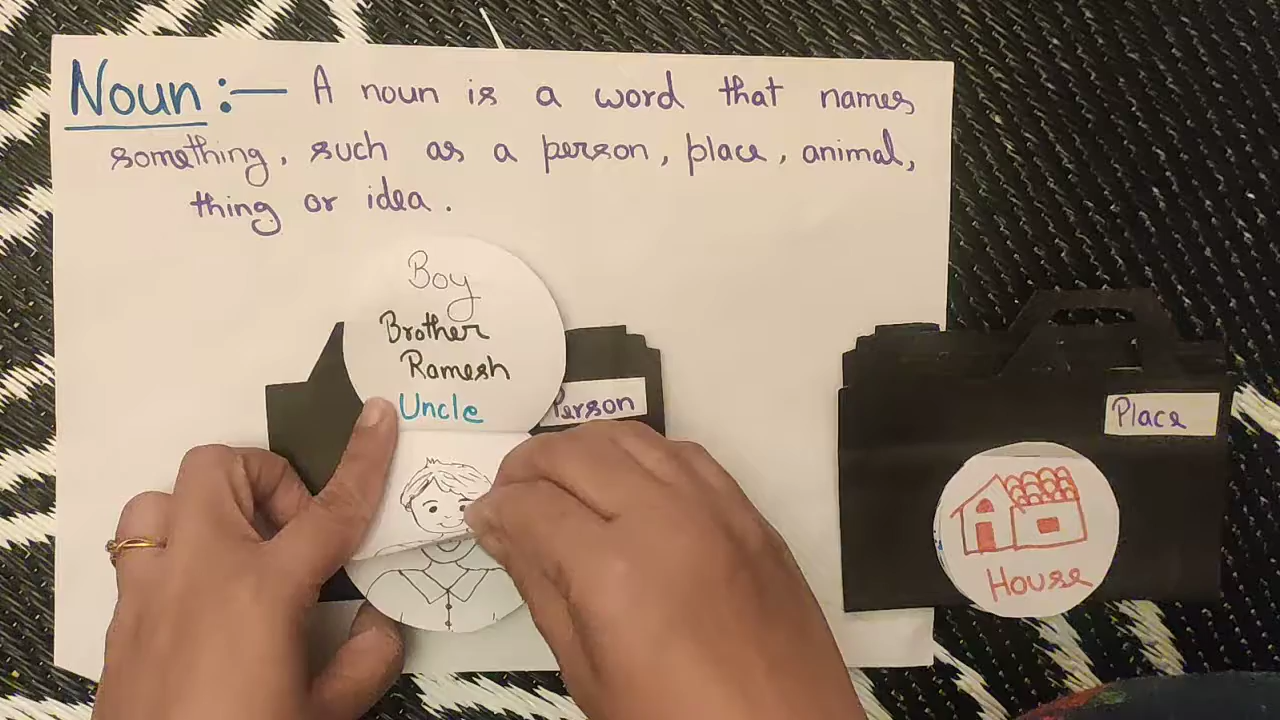 Noun :— A noun is a word that names
something, such as a person, place, animal,
thing or idea.
Boy
Brother
Ramesh
Uncle
Person
Place
House